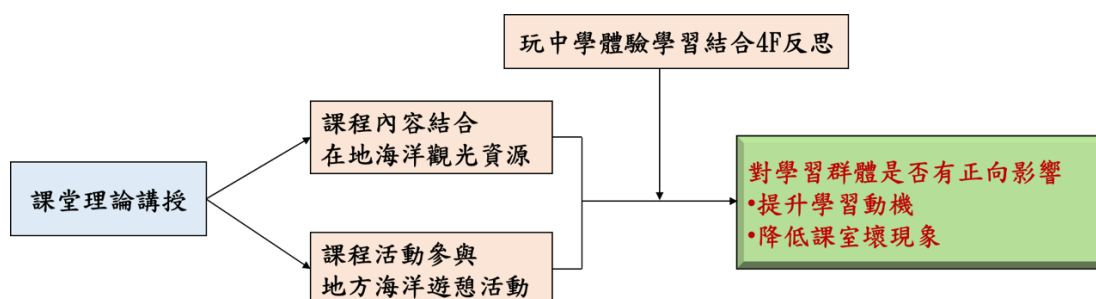 玩中學體驗學習結合4F反思
課程內容結合
在地海洋觀光資源
課堂理論講授
對學習群體是否有正向影響
•提升學習動機
•降低課室壞現象
課程活動參與
地方海洋遊憩活動